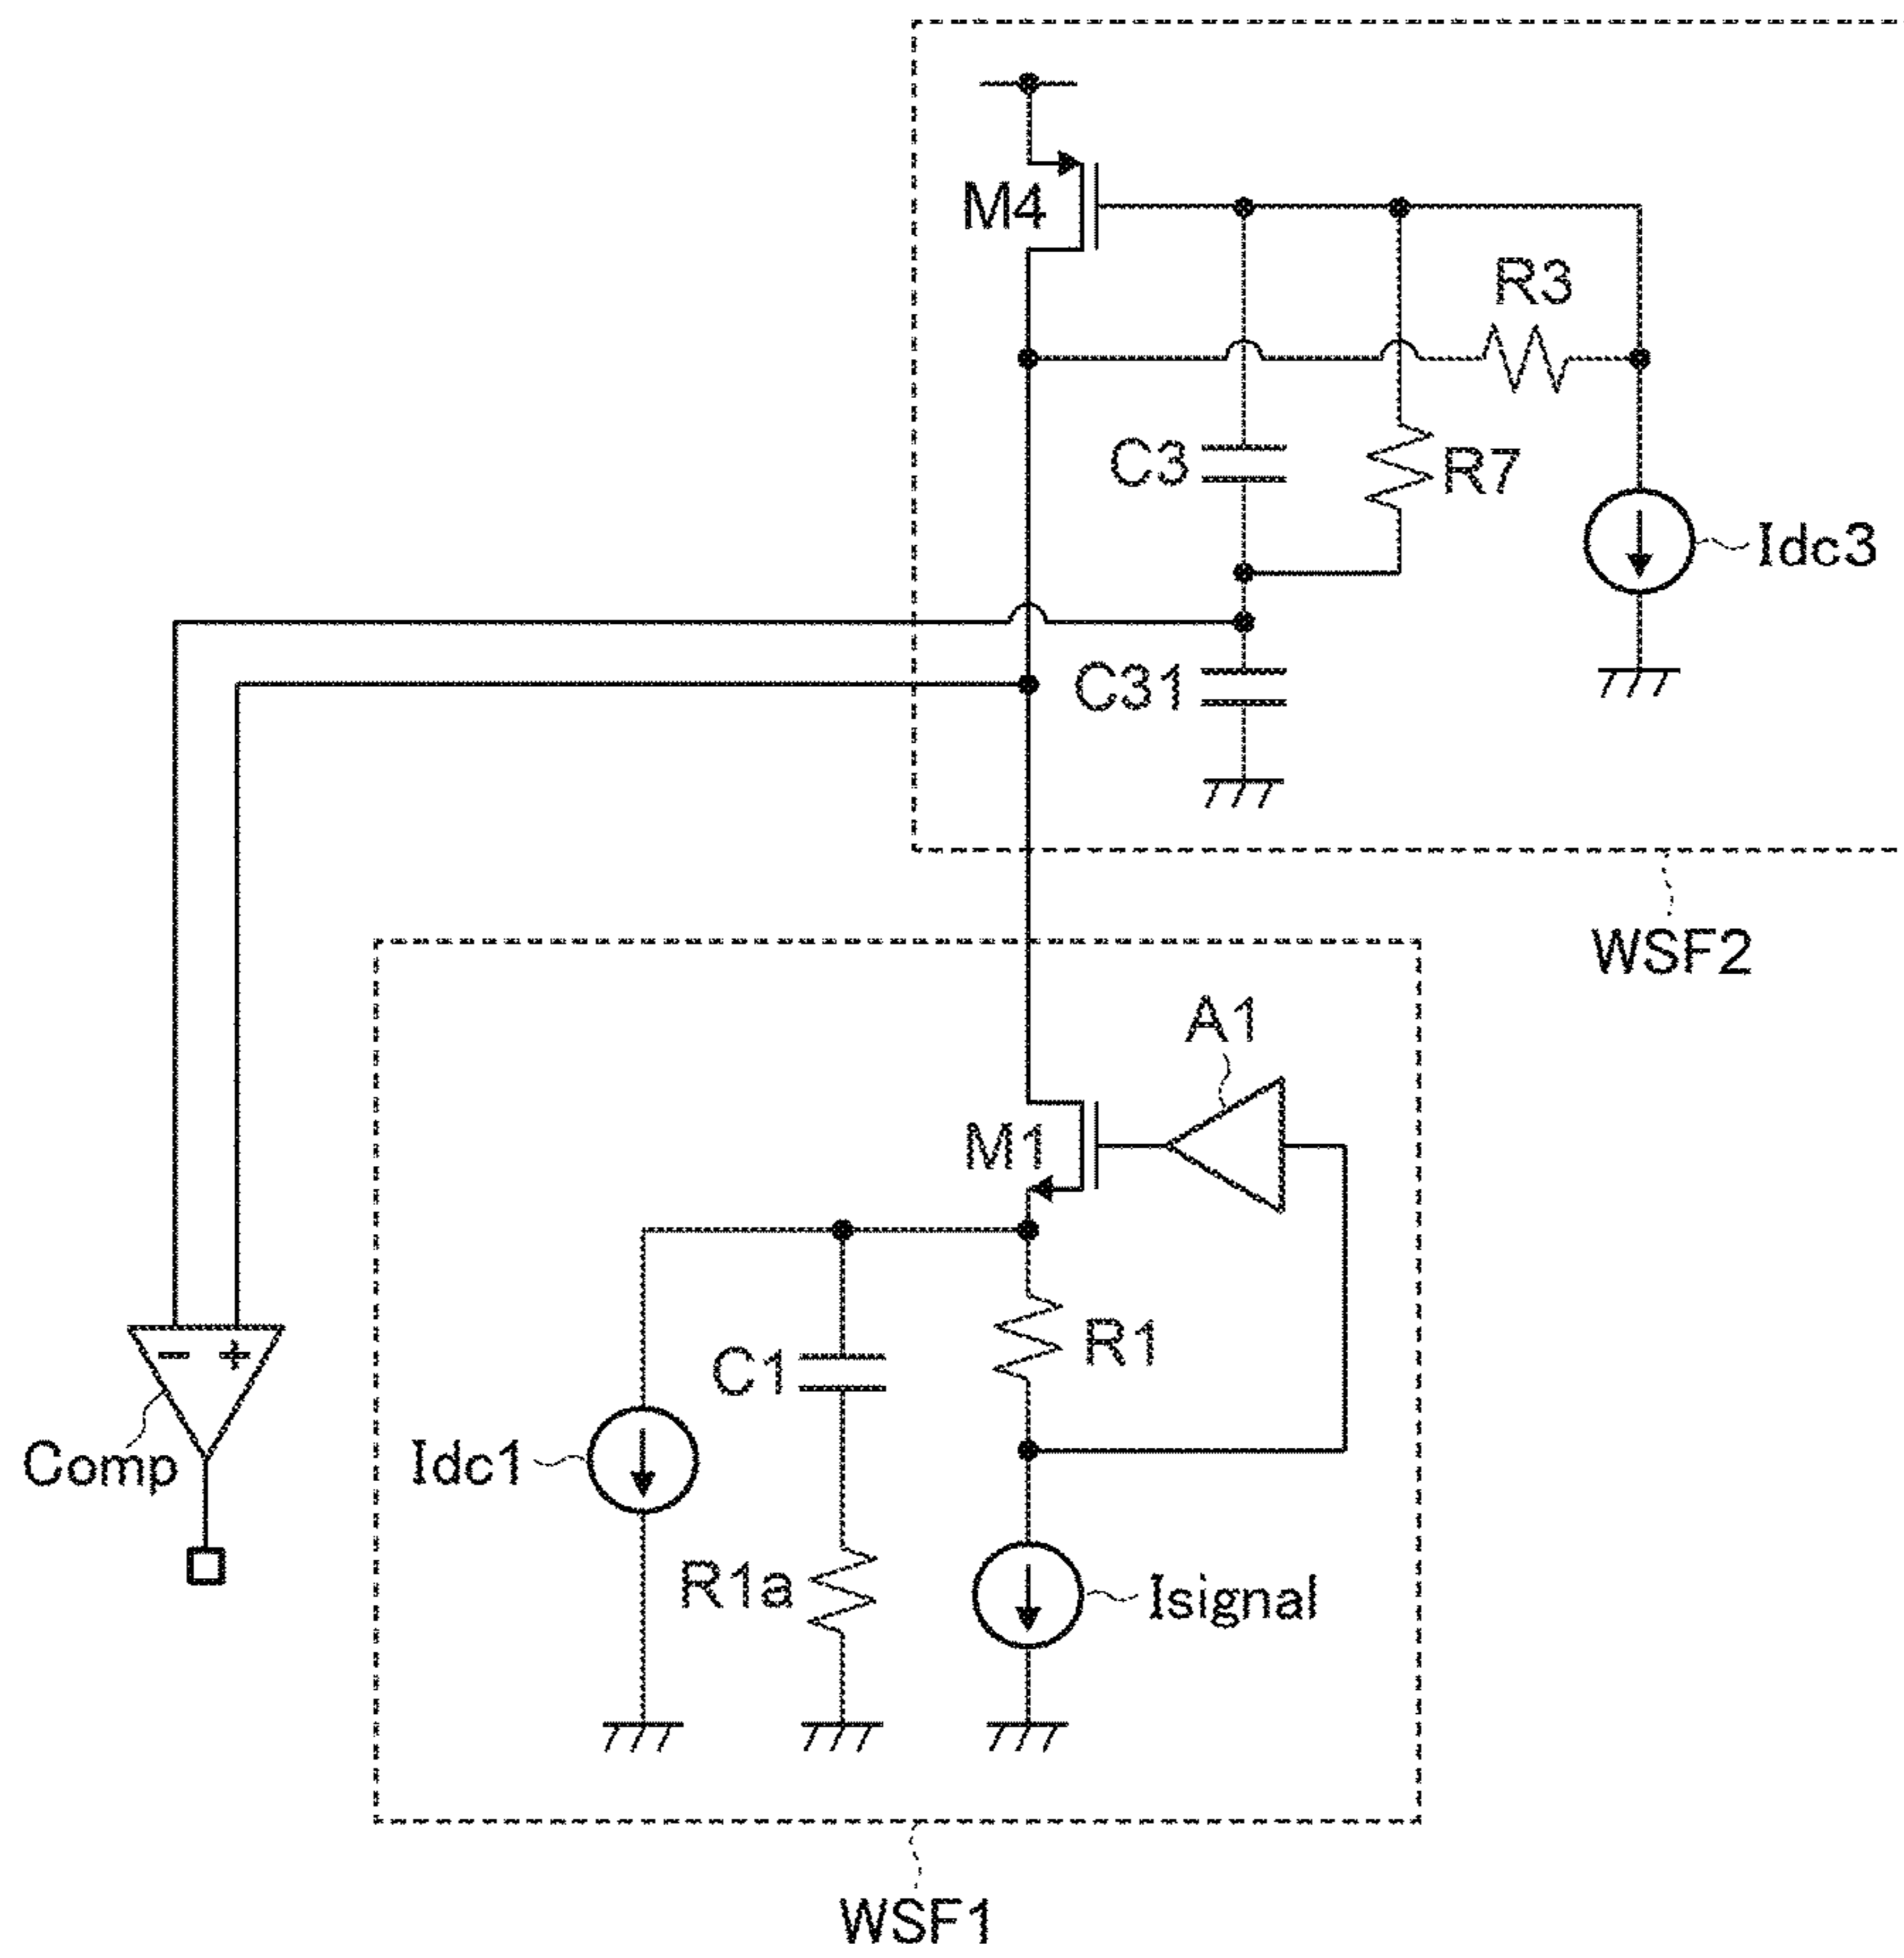 M4
R3
C3
R7
Idc3
C31
WSF2
A1
M1
R1
C1
− +
Comp
Idc1
R1a
Isignal
WSF1